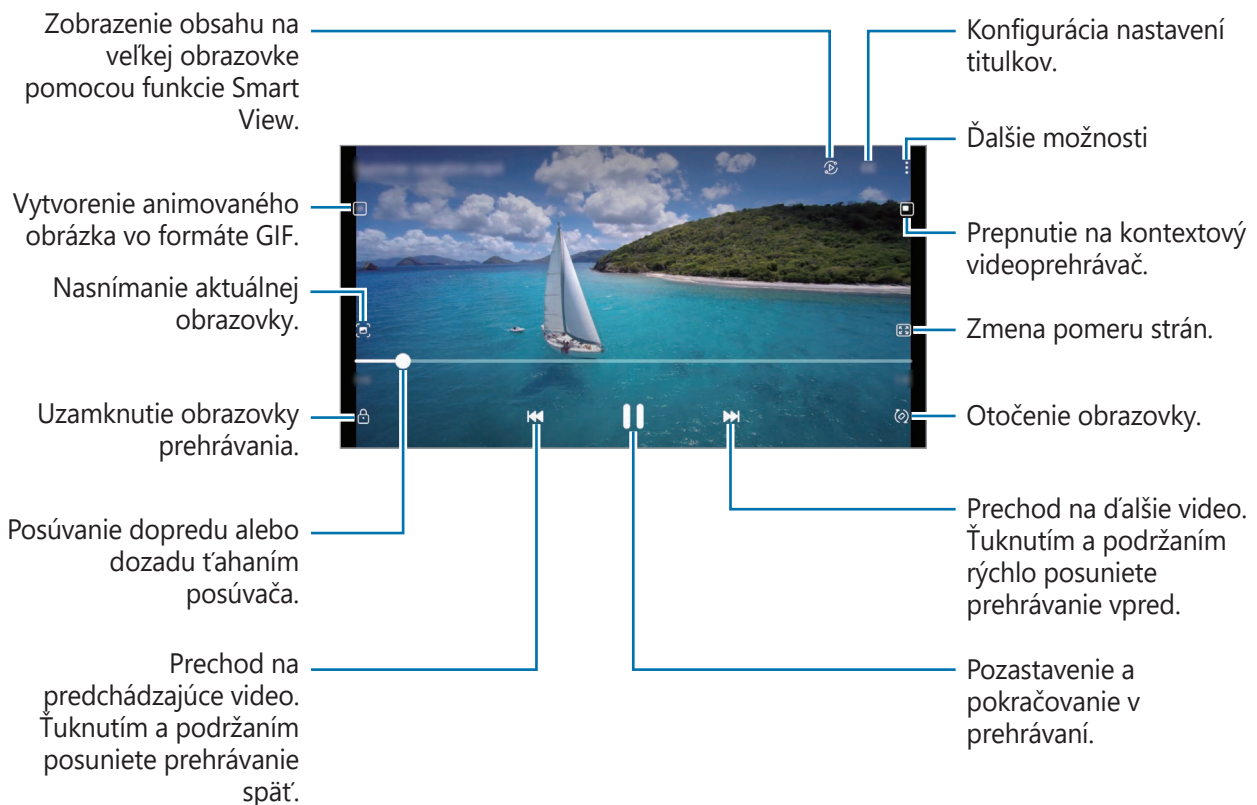 Zobrazenie obsahu na
veľkej obrazovke
pomocou funkcie Smart
View.
Vytvorenie animovaného
obrázka vo formáte GIF.
Nasnímanie aktuálnej
obrazovky.
Uzamknutie obrazovky
prehrávania.
Posúvanie dopredu alebo
dozadu ťahaním
posúvača.
Prechod na
predchádzajúce video.
Ťuknutím a podržaním
posuniete prehrávanie
späť.
Konfigurácia nastavení
titulkov.
Ďalšie možnosti
Prepnutie na kontextový
videoprehrávač.
Zmena pomeru strán.
Otočenie obrazovky.
Prechod na ďalšie video.
Ťuknutím a podržaním
rýchlo posuniete
prehrávanie vpred.
Pozastavenie a
pokračovanie v
prehrávaní.